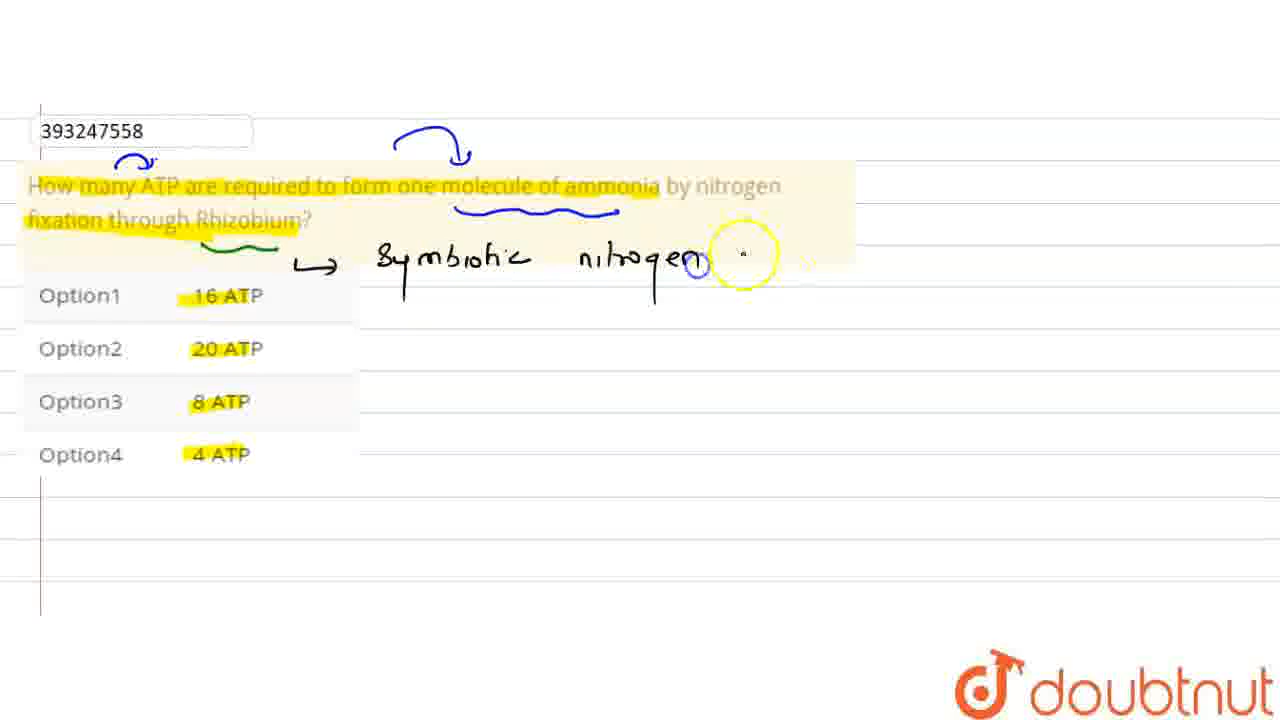 393247558
How many ATP are required to form one molecule of ammonia by nitrogen
fixation through Rhizobium?
Symbiotic nitrogen
Option1 16 ATP
Option2 20 ATP
Option3 8 ATP
Option4 4 ATP
doubtnut